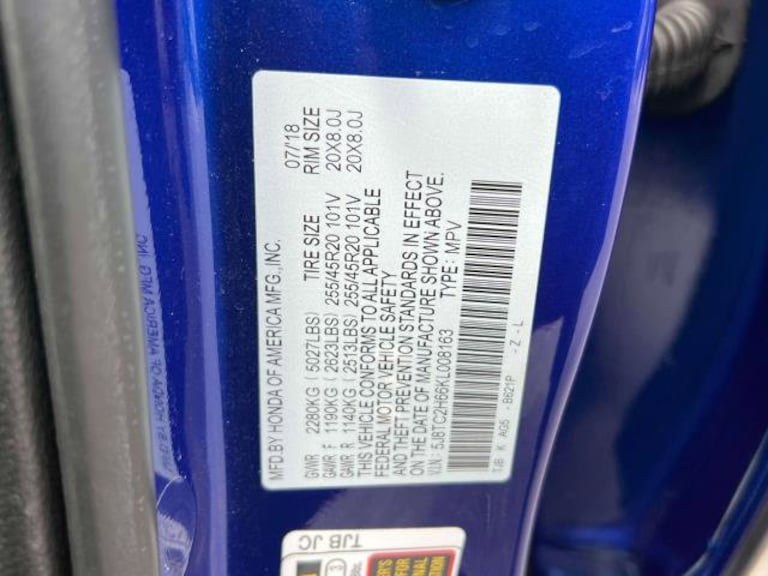 MFD.BY HONDA OF AMERICA MFG.,INC. 07/18
GVWR 2280KG ( 5027LBS) TIRE SIZE RIM SIZE
GAWR F 1190KG ( 2623LBS) 255/45R20 101V 20X8.0J
GAWR R 1140KG ( 2513LBS) 255/45R20 101V 20X8.0J
THIS VEHICLE CONFORMS TO ALL APPLICABLE
FEDERAL MOTOR VEHICLE SAFETY
AND THEFT PREVENTION STANDARDS IN EFFECT
ON THE DATE OF MANUFACTURE SHOWN ABOVE.
V.I.N: 5J8TC2H66KL008163 TYPE: MPV
TJB K AG5 - B621P - Z - L
TJB JC